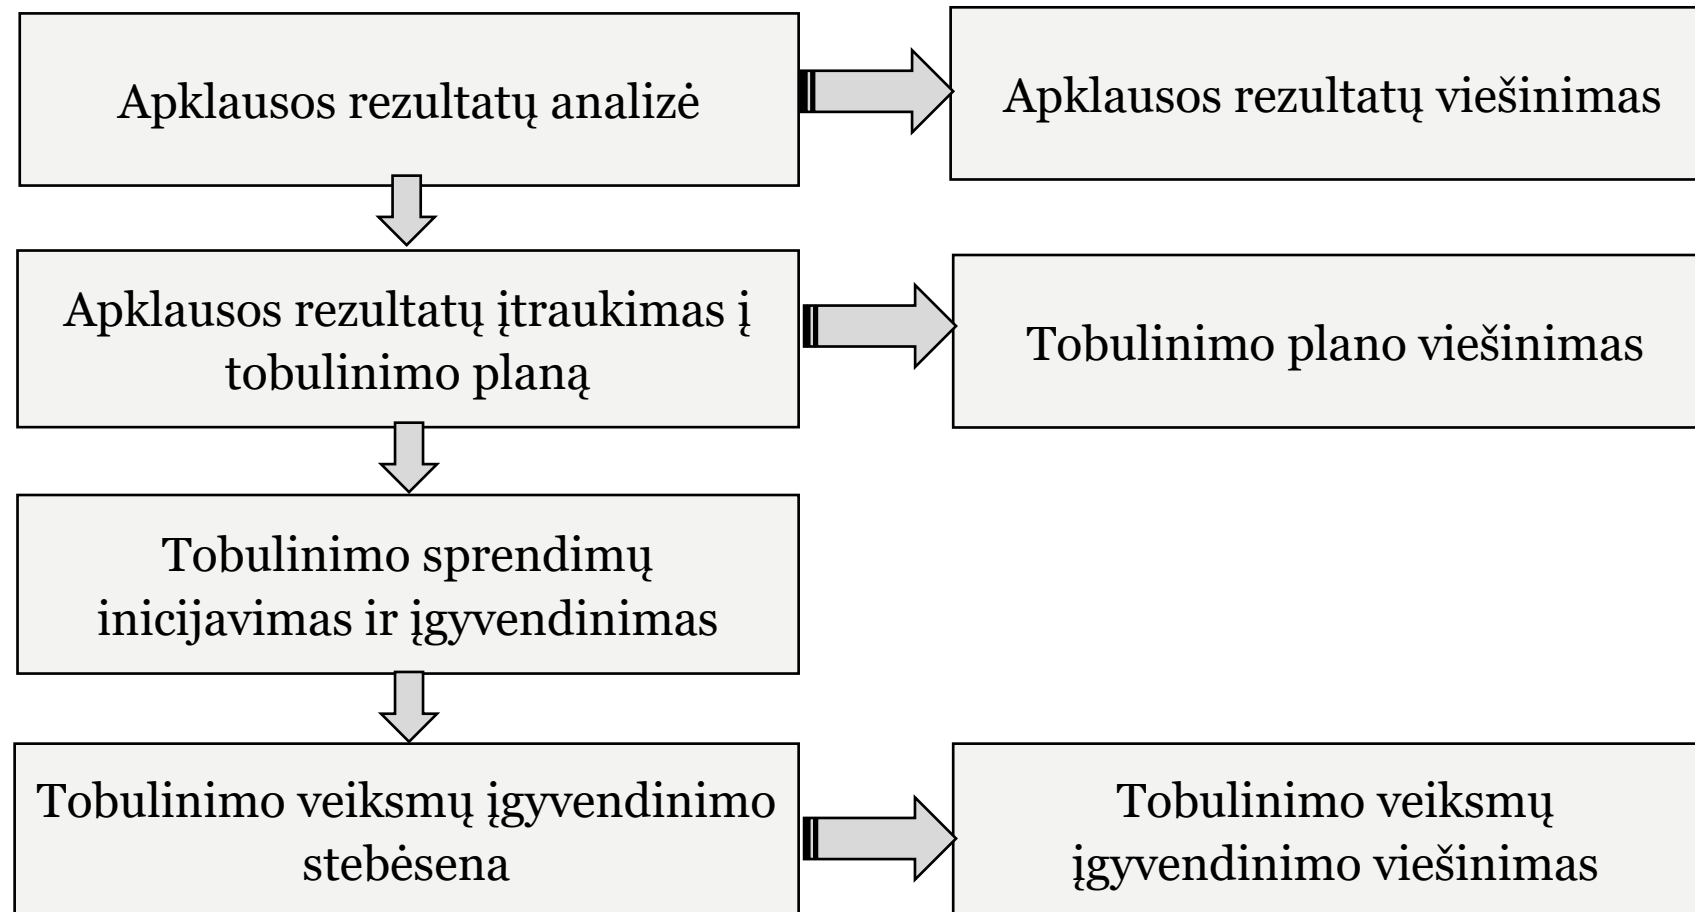 Apklausos rezultatų analizė
Apklausos rezultatų viešinimas
Apklausos rezultatų įtraukimas į
tobulinimo planą
Tobulinimo plano viešinimas
Tobulinimo sprendimų
inicijavimas ir įgyvendinimas
Tobulinimo veiksmų įgyvendinimo
stebėsena
Tobulinimo veiksmų
įgyvendinimo viešinimas